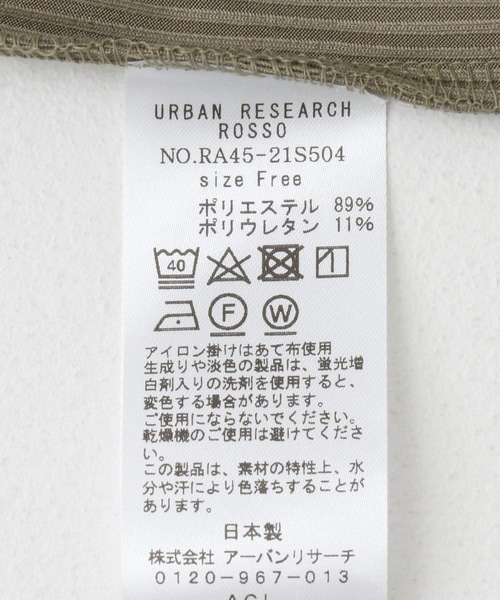 URBAN RESEARCH
ROSSO
NO.RA45-21S504
size Free
ポリエステル 89%
ポリウレタン 11%
40
F W
アイロン掛けはあて布使用
生成りや淡色の製品は、蛍光増
白剤入りの洗剤を使用すると、
変色する場合があります。
ご使用にならないでください。
乾燥機のご使用は避けてくださ
い。
この製品は、素材の特性上、水
分や汗により色落ちすることが
あります。
日本製
株式会社 アーバンリサーチ
0120-967-013